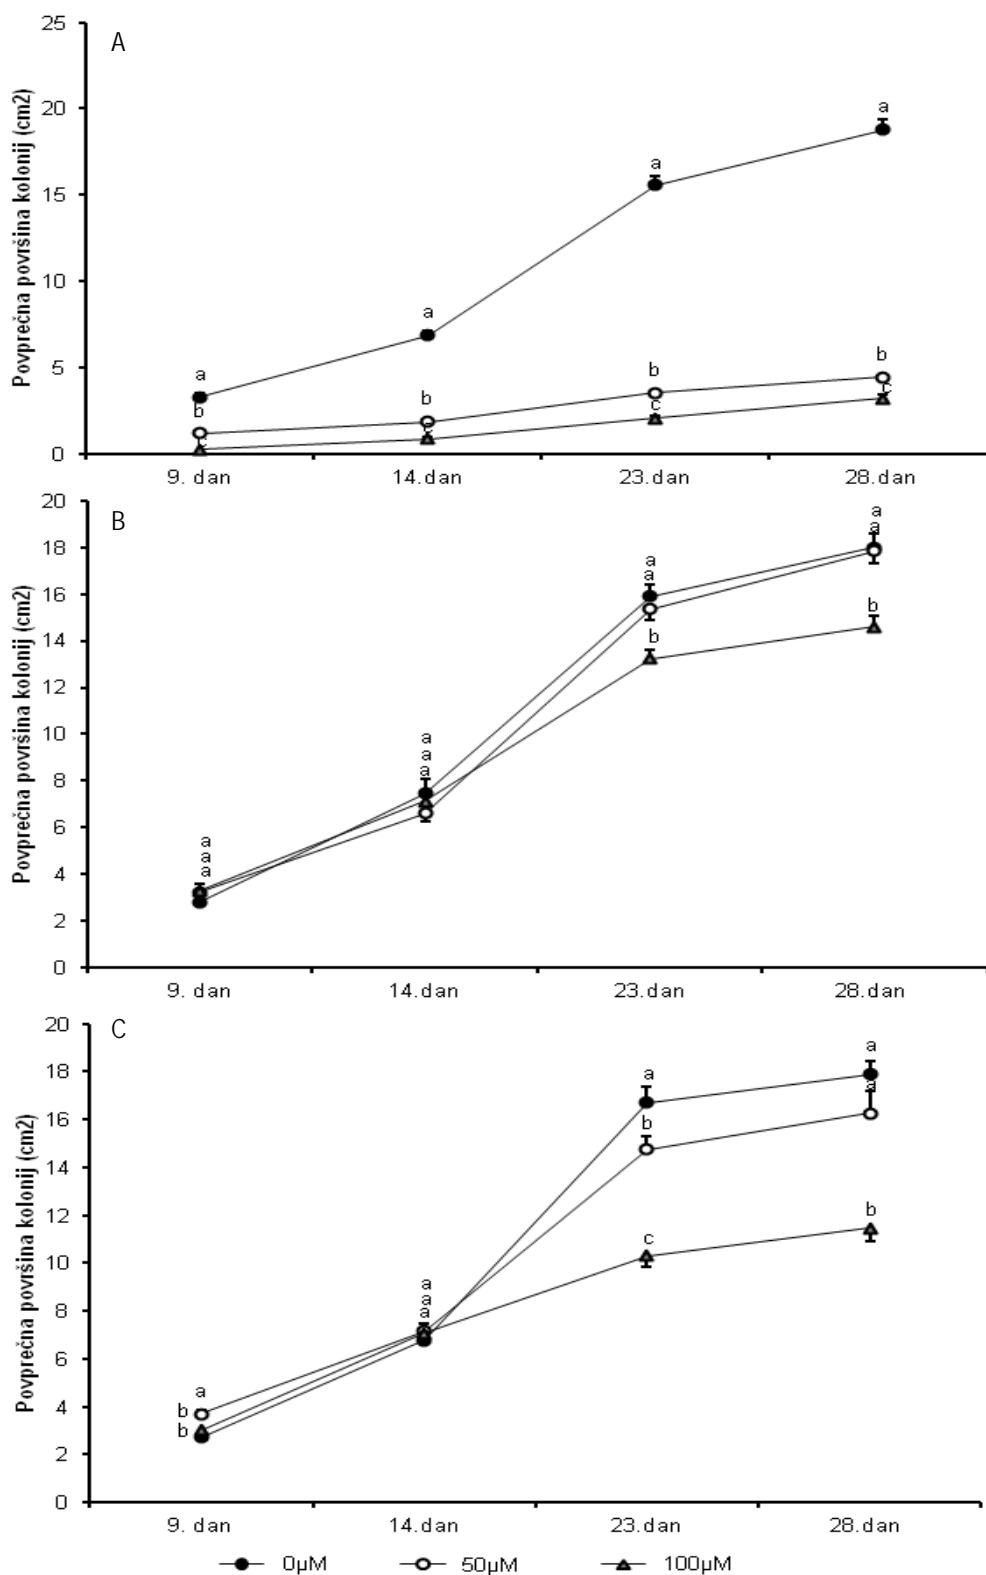 A
Povprečna površina kolonij (cm2)
25
20
15
10
5
0
a
a
a
a
b
b
b
b
c
c
c
c
9. dan
14.dan
23.dan
28.dan
B
Povprečna površina kolonij (cm2)
20
18
16
14
12
10
8
6
4
2
0
a
a
a
a
a
a
a
a
b
a
a
b
9. dan
14.dan
23.dan
28.dan
C
Povprečna površina kolonij (cm2)
20
18
16
14
12
10
8
6
4
2
0
a
b
b
a
a
a
a
b
c
a
a
b
9. dan
14.dan
23.dan
28.dan
0µM
50µM
100µM